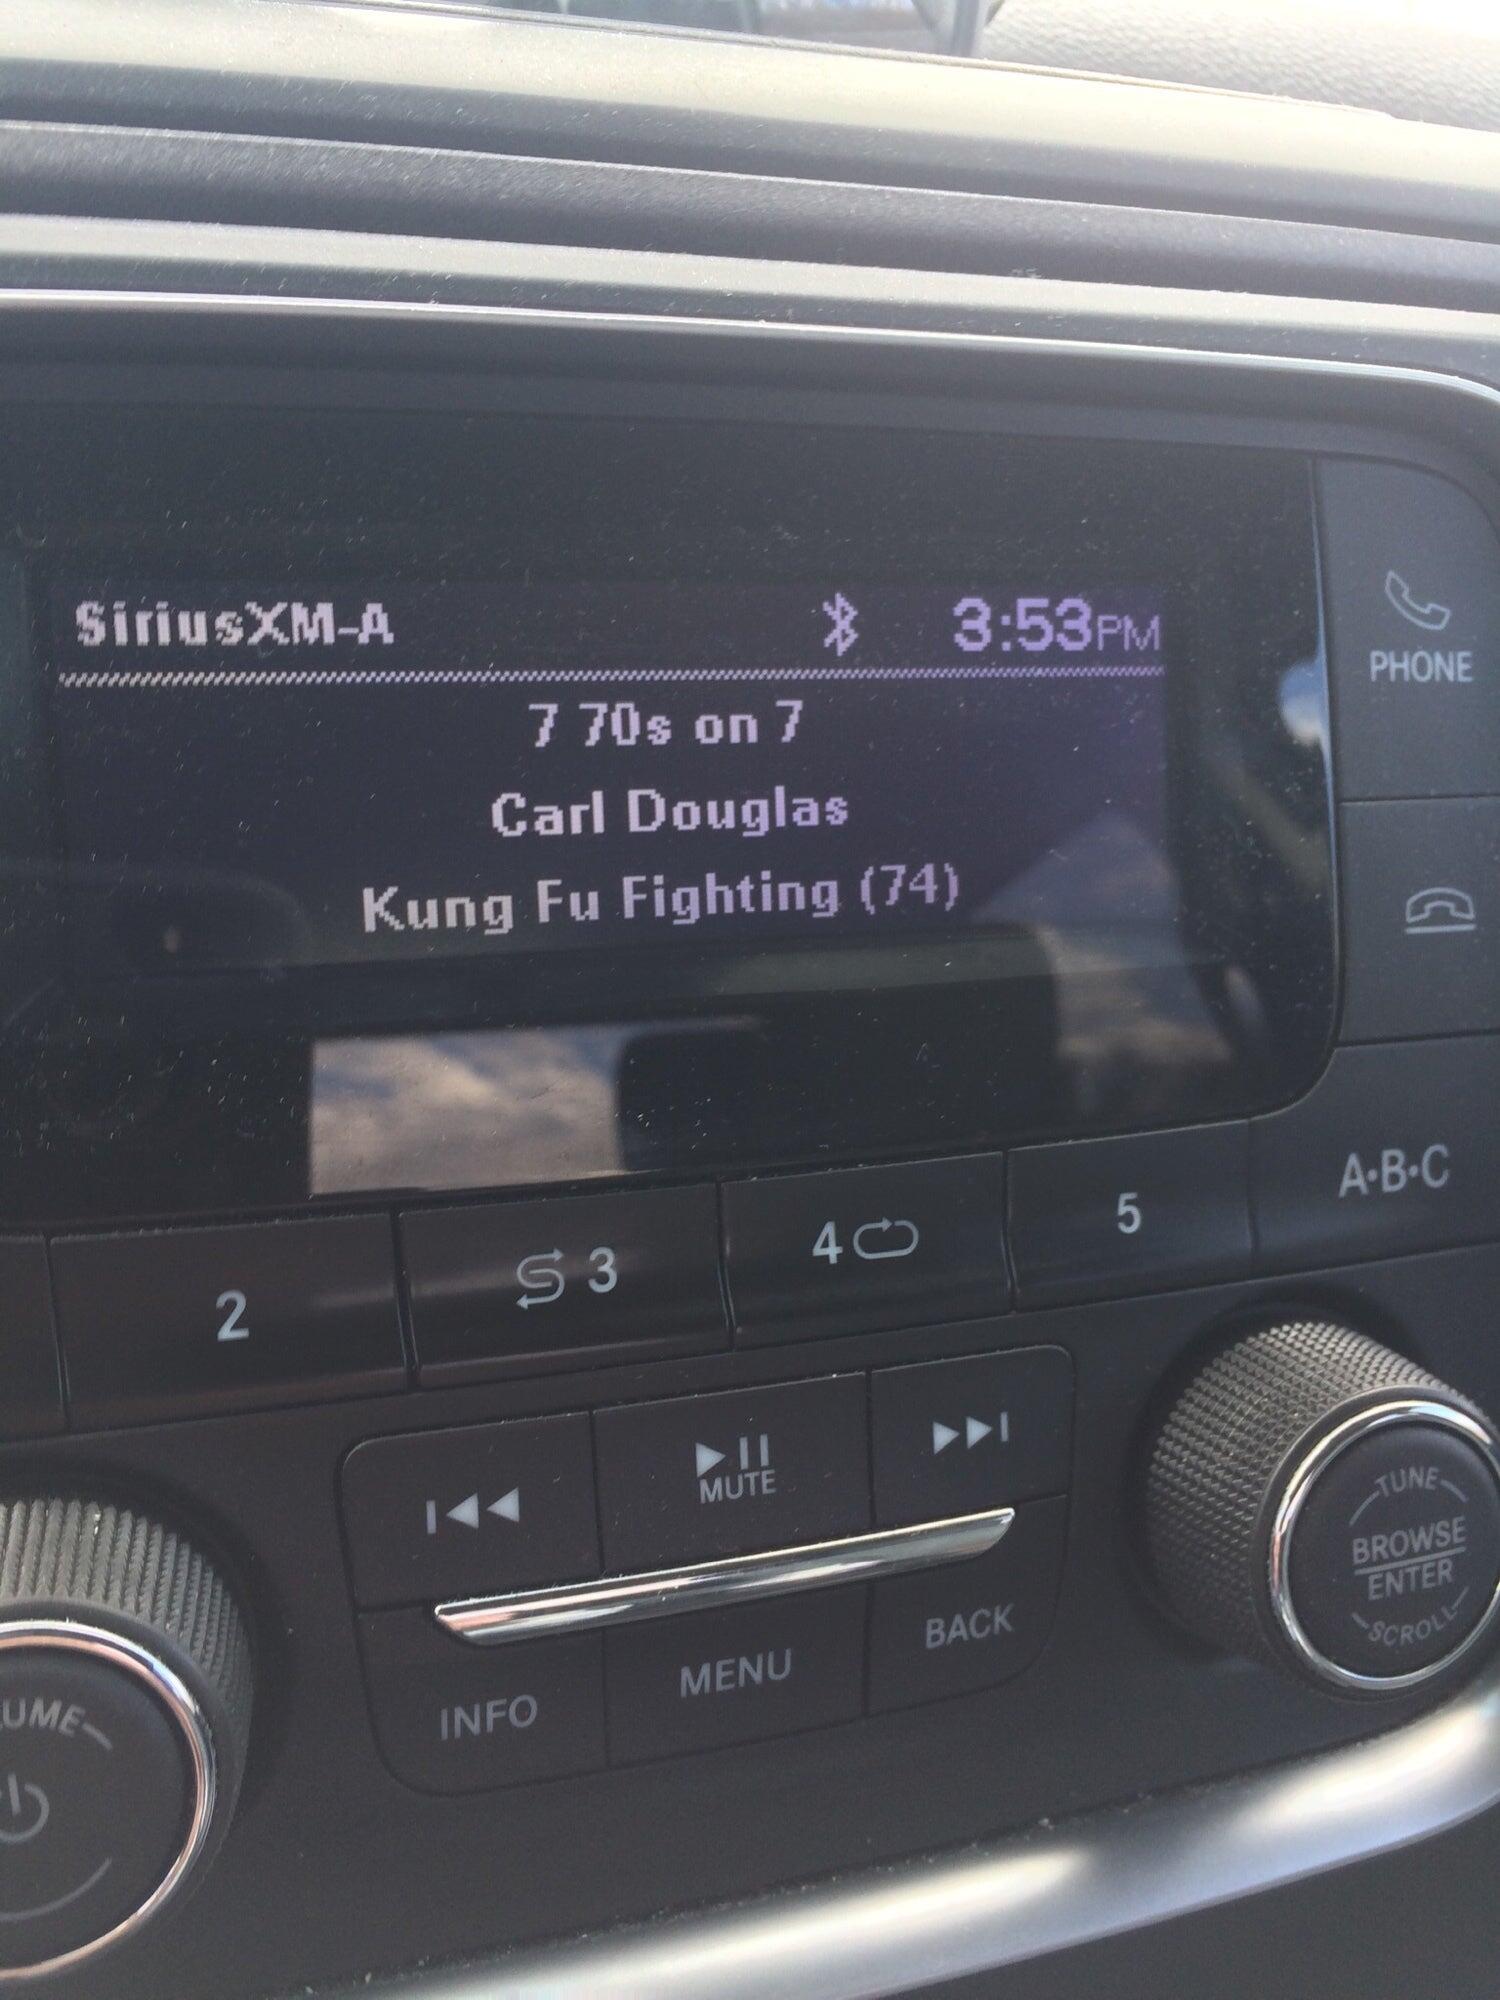 SiriusXM-A 3:53PM
7 70s on 7
Carl Douglas
Kung Fu Fighting (74)
PHONE
2
3
4
5
A·B·C
MUTE
INFO
MENU
BACK
TUNE
BROWSE
ENTER
SCROLL